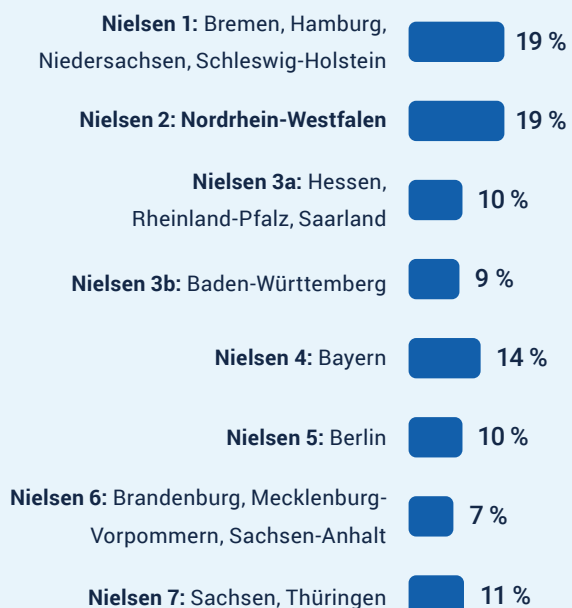 Nielsen 1: Bremen, Hamburg,
Niedersachsen, Schleswig-Holstein
19 %
Nielsen 2: Nordrhein-Westfalen
19 %
Nielsen 3a: Hessen,
Rheinland-Pfalz, Saarland
10 %
Nielsen 3b: Baden-Württemberg
9 %
Nielsen 4: Bayern
14 %
Nielsen 5: Berlin
10 %
Nielsen 6: Brandenburg, Mecklenburg-
Vorpommern, Sachsen-Anhalt
7 %
Nielsen 7: Sachsen, Thüringen
11 %